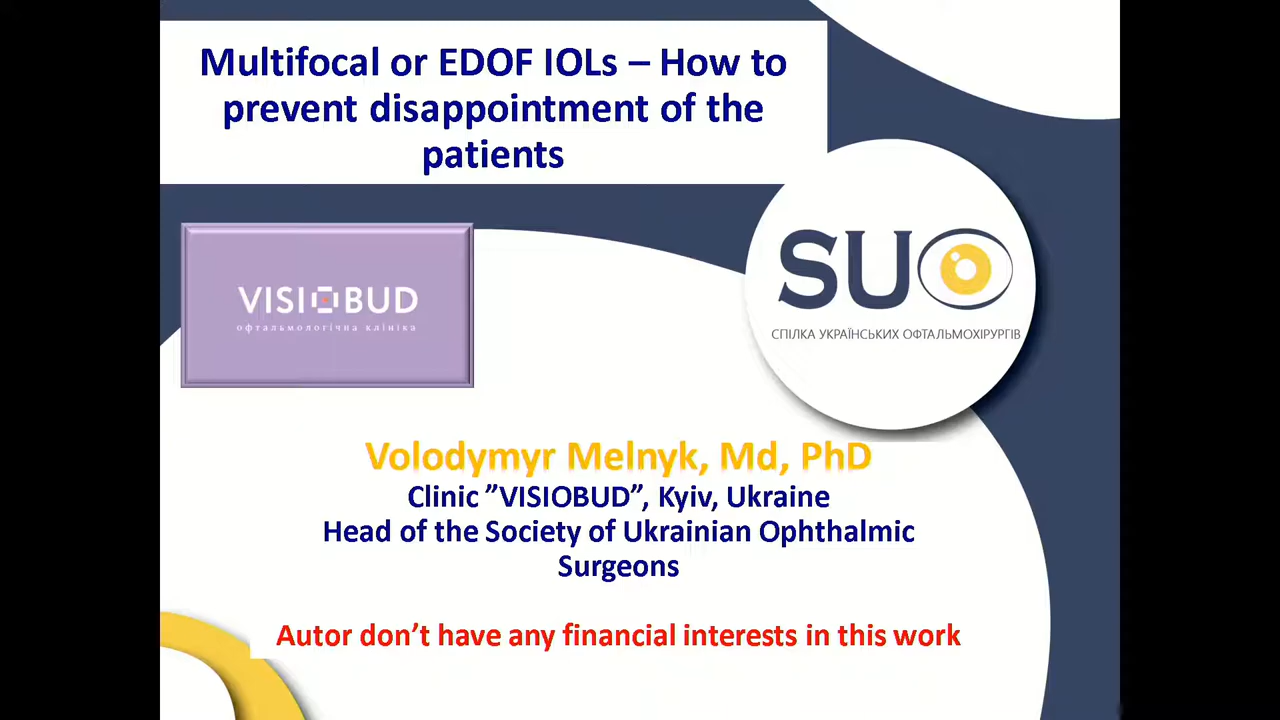 Multifocal or EDOF IOLs – How to
prevent disappointment of the
patients
VISIOBUD
офтальмологічна клініка
SUO
СПІЛКА УКРАЇНСЬКИХ ОФТАЛЬМОХІРУРГІВ
Volodymyr Melnyk, Md, PhD
Clinic ”VISIOBUD”, Kyiv, Ukraine
Head of the Society of Ukrainian Ophthalmic
Surgeons
Autor don’t have any financial interests in this work